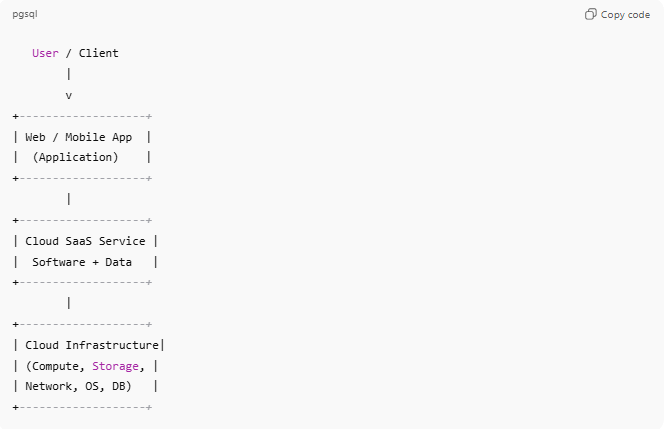 pgsql
Copy code
User / Client
|
v
+-------------------+
| Web / Mobile App  |
|  (Application)    |
+-------------------+
|
+-------------------+
| Cloud SaaS Service |
|  Software + Data   |
+-------------------+
|
+-------------------+
| Cloud Infrastructure|
| (Compute, Storage, |
| Network, OS, DB)   |
+-------------------+